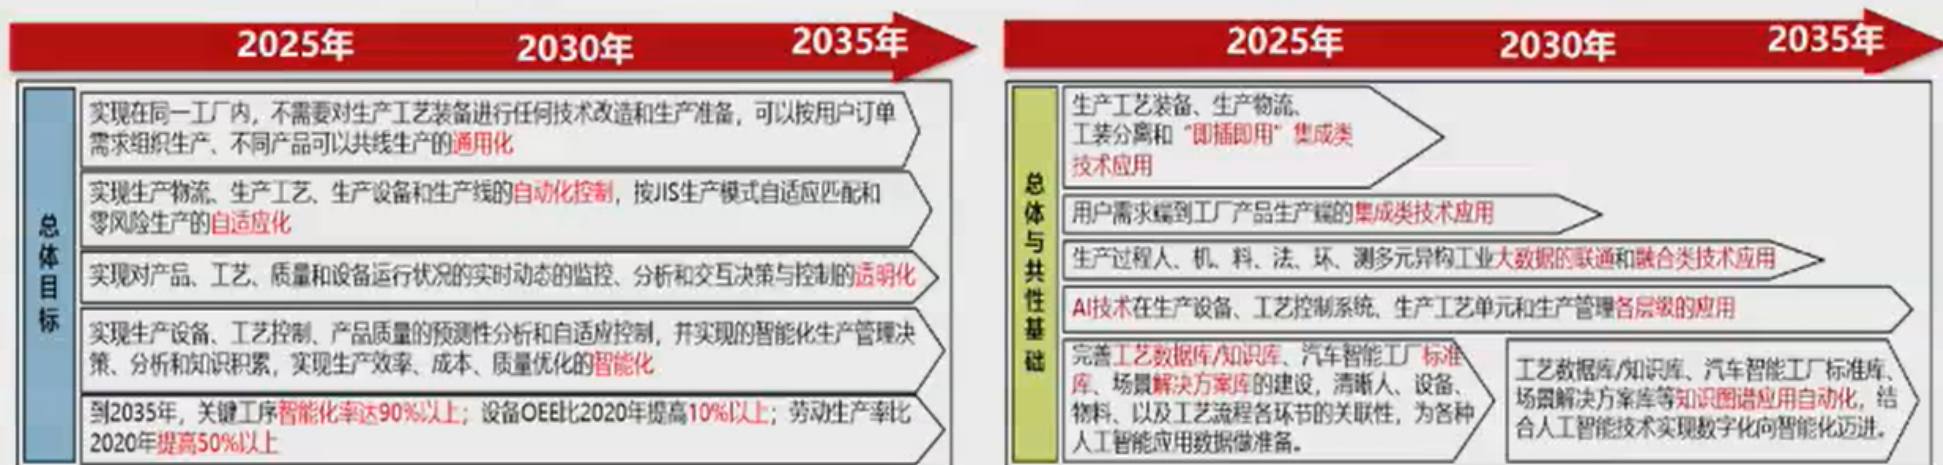 2025年
2030年
2035年
总体目标
实现在同一工厂内，不需要对生产工艺装备进行任何技术改造和生产准备，可以按用户订单
需求组织生产、不同产品可以共线生产的通用化
实现生产物流、生产工艺、生产设备和生产线的自动化控制，按JIS生产模式自适应匹配和
零风险生产的自适应化
实现对产品、工艺、质量和设备运行状况的实时动态的监控、分析和交互决策与控制的透明化
实现生产设备、工艺控制、产品质量的预测性分析和自适应控制，并实现的智能化生产管理决
策、分析和知识积累，实现生产效率、成本、质量优化的智能化
到2035年，关键工序智能化率达90%以上；设备OEE比2020年提高10%以上；劳动生产率比
2020年提高50%以上
2025年
2030年
2035年
总体与共性基础
生产工艺装备、生产物流、
工装分离和“即插即用”集成类
技术应用
用户需求端到工厂产品生产端的集成类技术应用
生产过程人、机、料、法、环、测多元异构工业大数据的联通和融合类技术应用
AI技术在生产设备、工艺控制系统、生产工艺单元和生产管理各层级的应用
完善工艺数据库/知识库、汽车智能工厂标准
库、场景解决方案库的建设，清晰人、设备、
物料、以及工艺流程各环节的关联性，为各种
人工智能应用数据做准备。
工艺数据库/知识库、汽车智能工厂标准库、
场景解决方案库等知识图谱应用自动化，结
合人工智能技术实现数字化向智能化迈进。